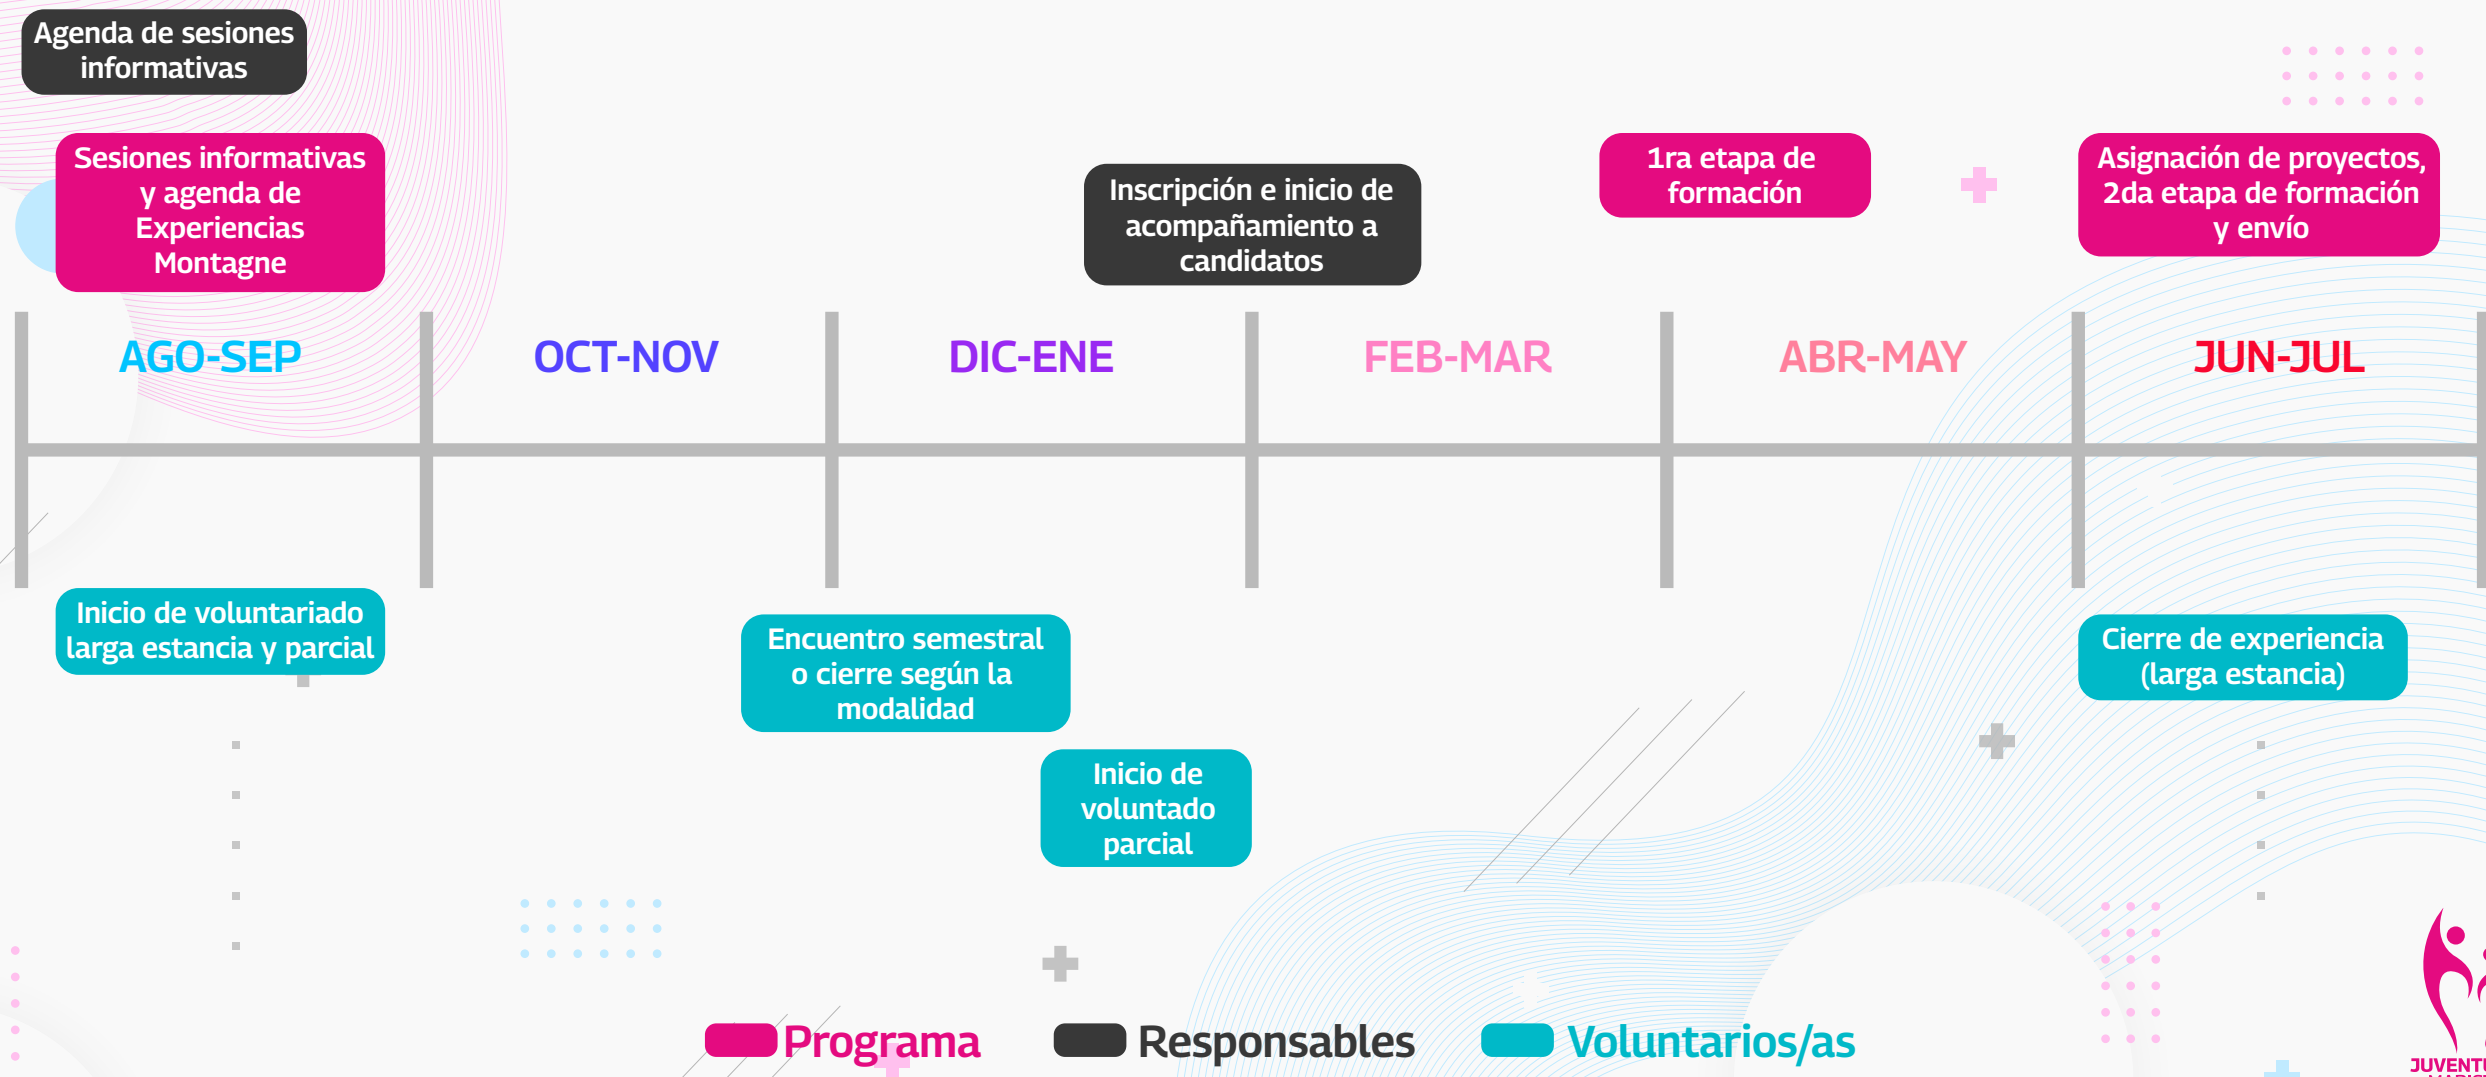 Agenda de sesiones
informativas
Sesiones informativas
y agenda de
Experiencias
Montagne
Inscripción e inicio de
acompañamiento a
candidatos
1ra etapa de
formación
Asignación de proyectos,
2da etapa de formación
y envío
AGO-SEP
OCT-NOV
DIC-ENE
FEB-MAR
ABR-MAY
JUN-JUL
Inicio de voluntariado
larga estancia y parcial
Encuentro semestral
o cierre según la
modalidad
Inicio de
voluntado
parcial
Cierre de experiencia
(larga estancia)
Programa
Responsables
Voluntarios/as